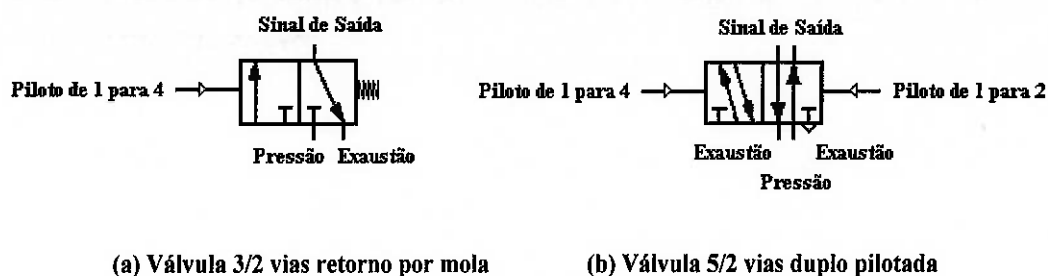 Sinal de Saída
Piloto de 1 para 4
Pressão Exaustão
(a) Válvula 3/2 vias retorno por mola
Sinal de Saída
Piloto de 1 para 4
Piloto de 1 para 2
Exaustão Exaustão
Pressão
(b) Válvula 5/2 vias duplo pilotada